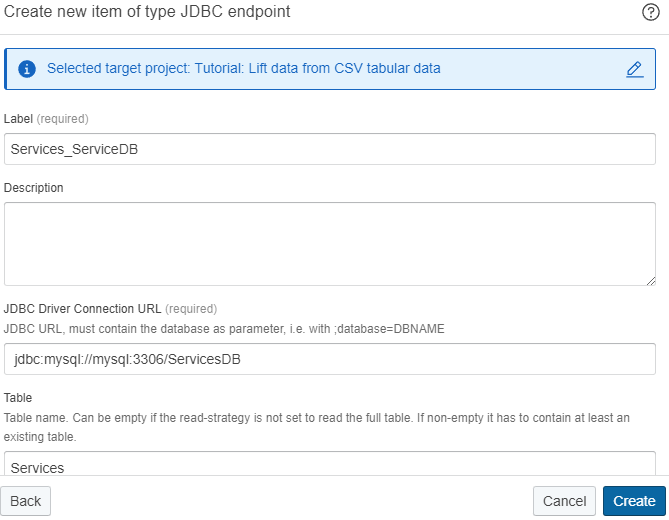 Create new item of type JDBC endpoint
Selected target project: Tutorial: Lift data from CSV tabular data
Label (required)
Services_ServiceDB
Description
JDBC Driver Connection URL (required)
JDBC URL, must contain the database as parameter, i.e. with ;database=DBNAME
jdbc:mysql://mysql:3306/ServicesDB
Table
Table name. Can be empty if the read-strategy is not set to read the full table. If non-empty it has to contain at least an
existing table.
Services
Back Cancel Create